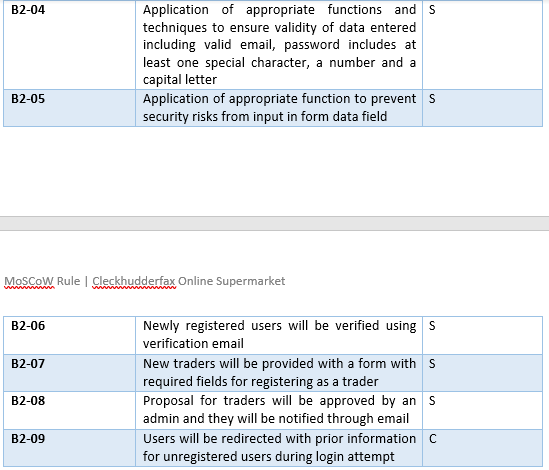 B2-04 Application of appropriate functions and S
techniques to ensure validity of data entered
including valid email, password includes at
least one special character, a number and a
capital letter
B2-05 Application of appropriate function to prevent S
security risks from input in form data field
MoSCoW Rule | Cleckhudderfax Online Supermarket
B2-06 Newly registered users will be verified using S
verification email
B2-07 New traders will be provided with a form with S
required fields for registering as a trader
B2-08 Proposal for traders will be approved by an S
admin and they will be notified through email
B2-09 Users will be redirected with prior information C
for unregistered users during login attempt